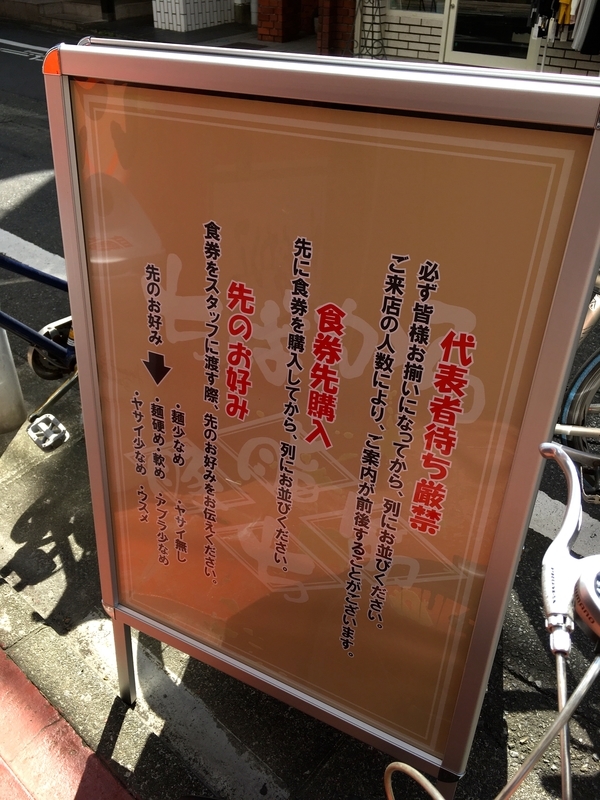 代表者待ち厳禁
必ず皆様お揃いになってから、列にお並びください。
ご来店の人数により、ご案内が前後することがございます。
食券先購入
先に食券を購入してから、列にお並びください。
先のお好み
食券をスタッフに渡す際、先のお好みをお伝えください。
先のお好み
・麺少なめ ・ヤサイ無し
・麺硬め・軟め ・アブラ少なめ
・ヤサイ少なめ ・ウスメ